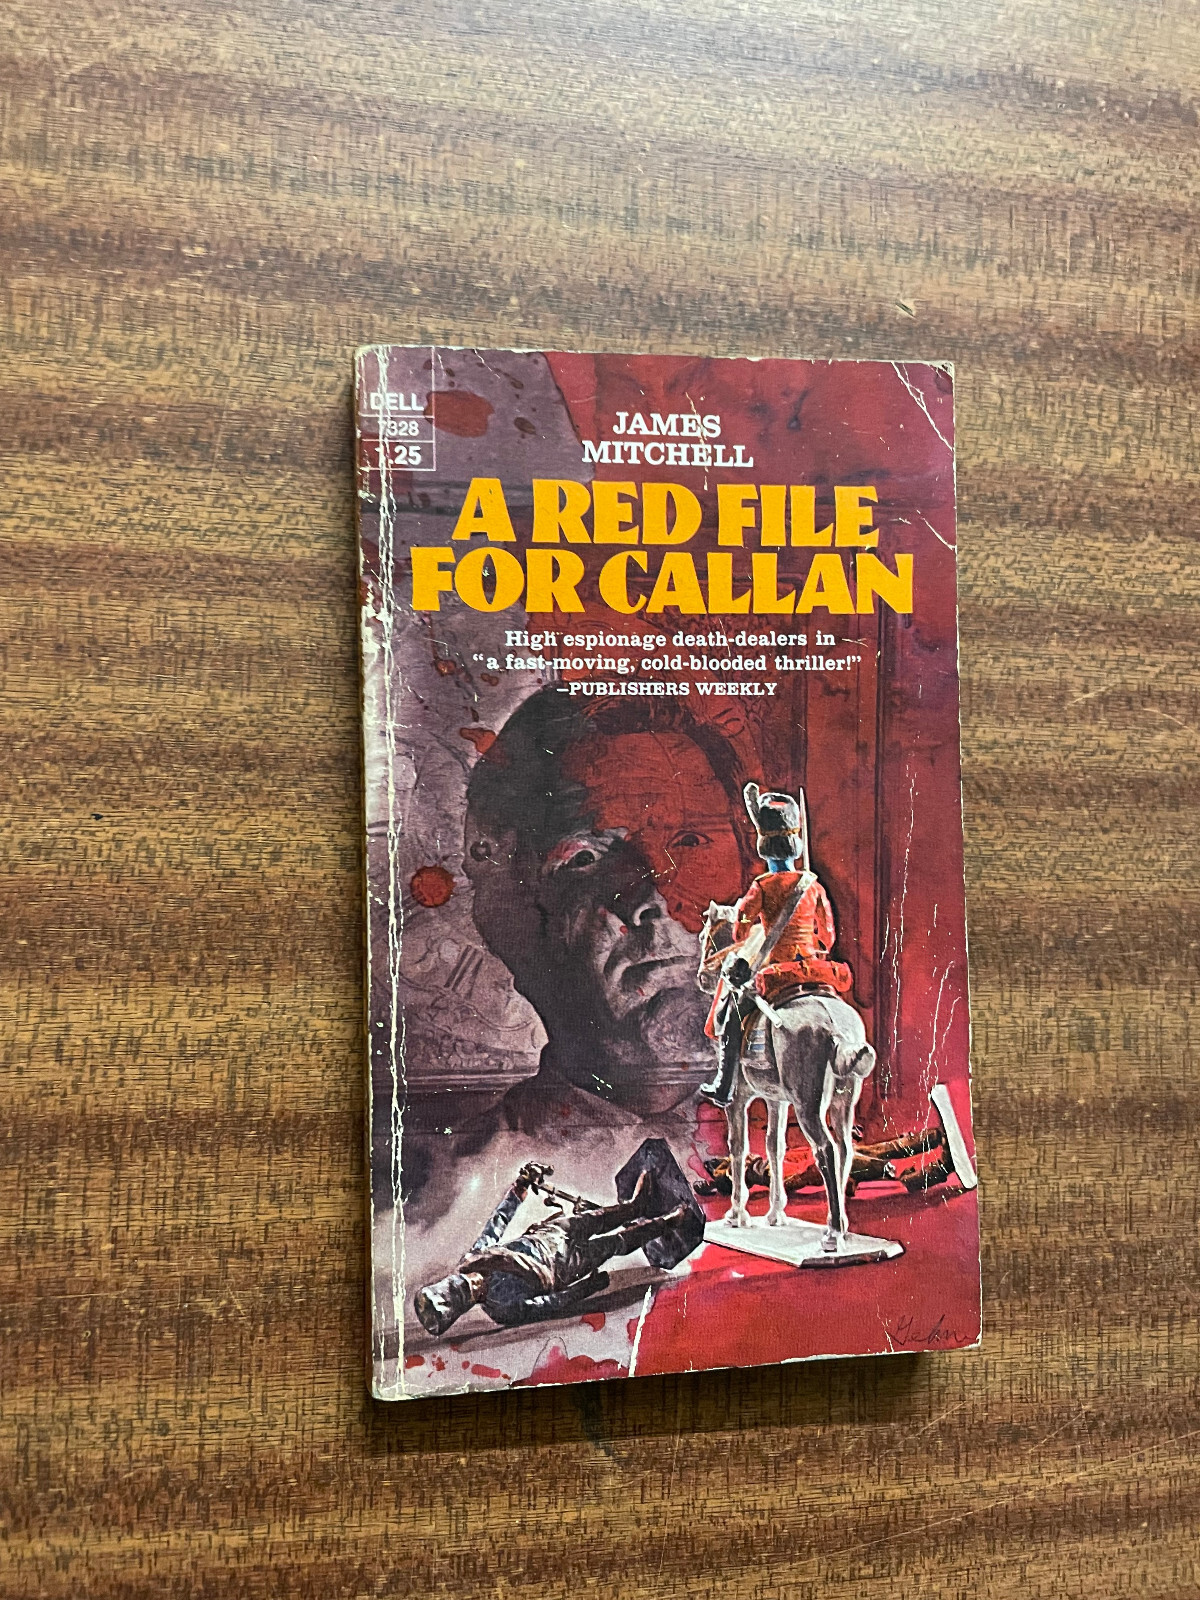 DELL
7328
1.25
JAMES
MITCHELL
A RED FILE
FOR CALLAN
High espionage death-dealers in
“a fast-moving, cold-blooded thriller!”
—PUBLISHERS WEEKLY